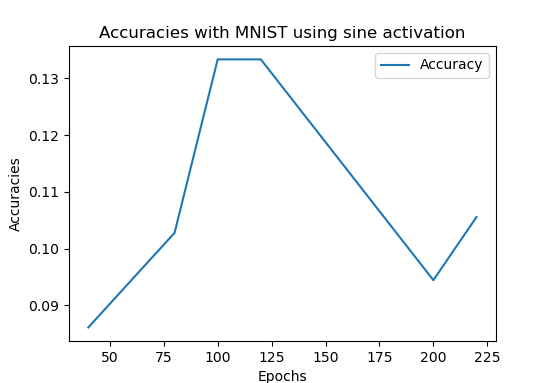 Accuracies with MNIST using sine activation
Accuracy
0.13
0.12
0.11
0.10
0.09
Accuracies
50 75 100 125 150 175 200 225
Epochs